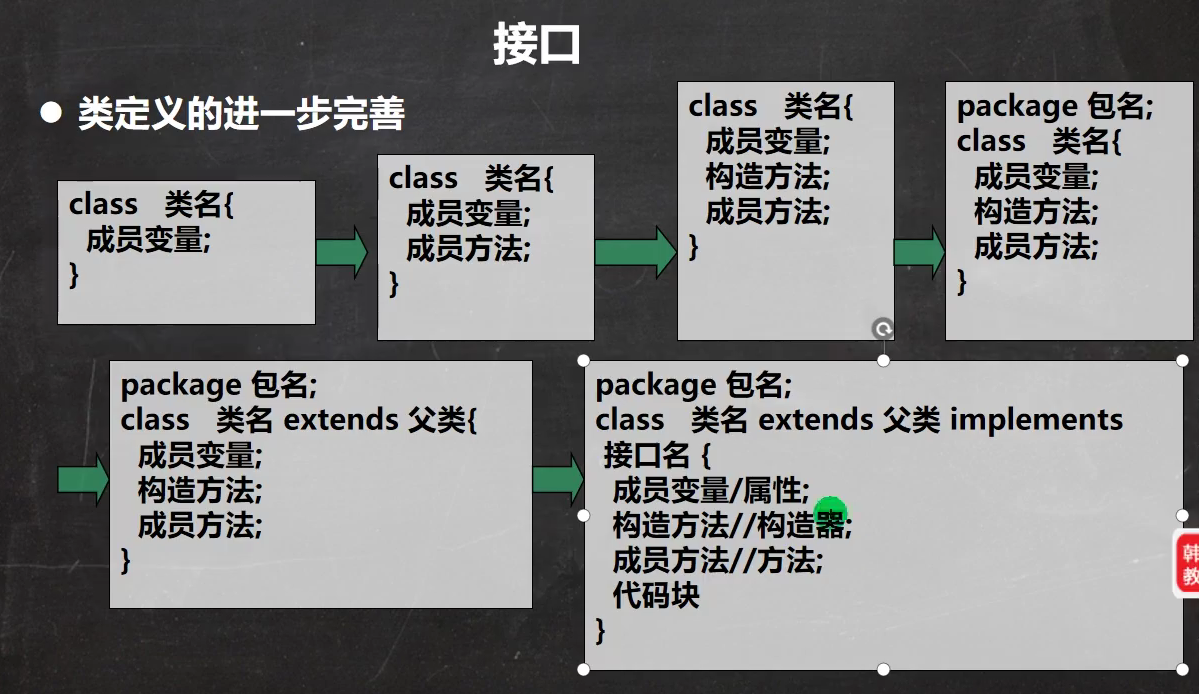 接口
● 类定义的进一步完善
class 类名{
成员变量;
}
class 类名{
成员变量;
成员方法;
}
class 类名{
成员变量;
构造方法;
成员方法;
}
package 包名;
class 类名{
成员变量;
构造方法;
成员方法;
}
package 包名;
class 类名 extends 父类{
成员变量;
构造方法;
成员方法;
}
package 包名;
class 类名 extends 父类 implements
接口名 {
成员变量/属性;
构造方法//构造器;
成员方法//方法;
代码块
}
韩
教